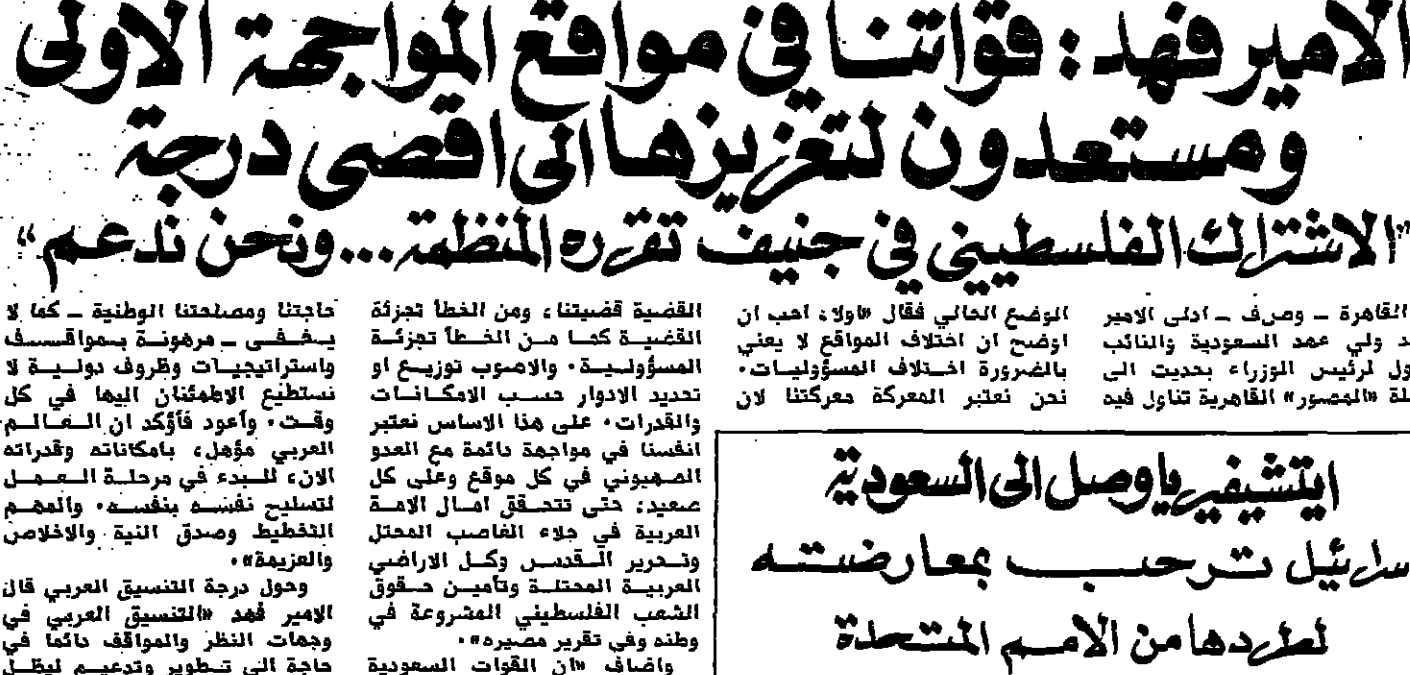 الامير فهد : قواتنا في مواقع المواجهة الاولى
ومستعدون لتعزيزها الى اقصى درجة
"الاشتراك الفلسطيني في جنيف تقرره المنظمة...ونحن ندعم"
القاهرة ــ وصرف ــ ادلى الامير
د ولي عهد السعودية والنائب
ول لرئيس الوزراء بحديث الى
لة «المصور» القاهرية تناول فيه
الوضع الحالي فقال «اولا، احب ان
اوضح ان اختلاف المواقع لا يعني
بالضرورة اختلاف المسؤوليات.
نحن نعتبر المعركة معركتنا لان
القضية قضيتنا، ومن الخطأ تجزئة
القضية كما من الخطأ تجزئة
المسؤولية. والاصوب توزيع او
تحديد الادوار حسب الامكانات
والقدرات. على هذا الاساس نعتبر
انفسنا في مواجهة دائمة مع العدو
الصهيوني في كل موقع وعلى كل
صعيد: حتى تتحقق امال الامة
العربية في جلاء الغاصب المحتل
وتحرير القدس وكل الاراضي
العربية المحتلة وتأمين حقوق
الشعب الفلسطيني المشروعة في
وطنه وفي تقرير مصيره».
واضاف «ان القوات السعودية
حاجتنا ومصلحتنا الوطنية ــ كما لا
يخفى ــ مرهونة بمواقف
واستراتيجيات وظروف دولية لا
نستطيع الاطمئنان اليها في كل
وقت. وأعود فأؤكد ان العالم
العربي مؤهل، بامكاناته وقدراته
الان، للبدء في مرحلة العمل
لتسليح نفسه بنفسه. والمهم
التخطيط وصدق النية والاخلاص
والعزيمة».
وحول درجة التنسيق العربي قال
الامير فهد «التنسيق العربي في
وجهات النظر والمواقف دائما في
حاجة الى تطوير وتدعيم ليظل
ايتشيفيريا وصل الى السعودية
سرائيل ترحب بمعارضته
لطردها من الامم المتحدة